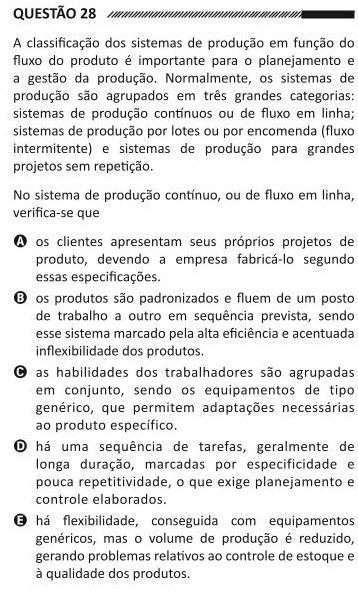 QUESTÃO 28
A classificação dos sistemas de produção em função do
fluxo do produto é importante para o planejamento e
a gestão da produção. Normalmente, os sistemas de
produção são agrupados em três grandes categorias:
sistemas de produção contínuos ou de fluxo em linha;
sistemas de produção por lotes ou por encomenda (fluxo
intermitente) e sistemas de produção para grandes
projetos sem repetição.
No sistema de produção contínuo, ou de fluxo em linha,
verifica-se que
A os clientes apresentam seus próprios projetos de
produto, devendo a empresa fabricá-lo segundo
essas especificações.
B os produtos são padronizados e fluem de um posto
de trabalho a outro em sequência prevista, sendo
esse sistema marcado pela alta eficiência e acentuada
inflexibilidade dos produtos.
C as habilidades dos trabalhadores são agrupadas
em conjunto, sendo os equipamentos de tipo
genérico, que permitem adaptações necessárias
ao produto específico.
D há uma sequência de tarefas, geralmente de
longa duração, marcadas por especificidade e
pouca repetitividade, o que exige planejamento e
controle elaborados.
E há flexibilidade, conseguida com equipamentos
genéricos, mas o volume de produção é reduzido,
gerando problemas relativos ao controle de estoque e
à qualidade dos produtos.